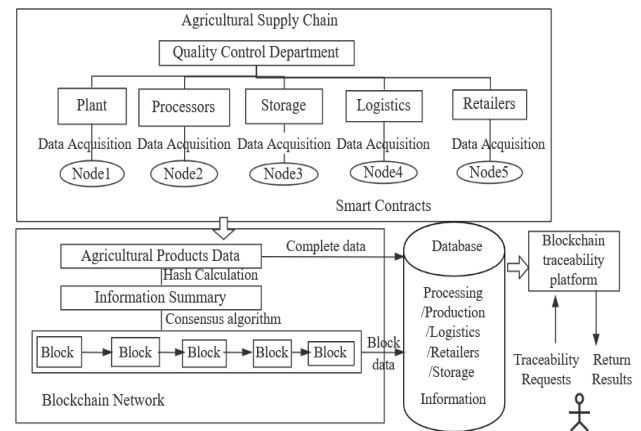 Agricultural Supply Chain
Quality Control Department
Plant
Processors
Storage
Logistics
Retailers
Data Acquisition
Data Acquisition
Data Acquisition
Data Acquisition
Data Acquisition
Node1
Node2
Node3
Node4
Node5
Smart Contracts
Agricultural Products Data
Complete data
Hash Calculation
Information Summary
Consensus algorithm
Block
Block
Block
Block
Block
Block
data
Blockchain Network
Database
Processing
/Production
/Logistics
/Retailers
/Storage
Information
Blockchain
traceability
platform
Traceability
Requests
Return
Results